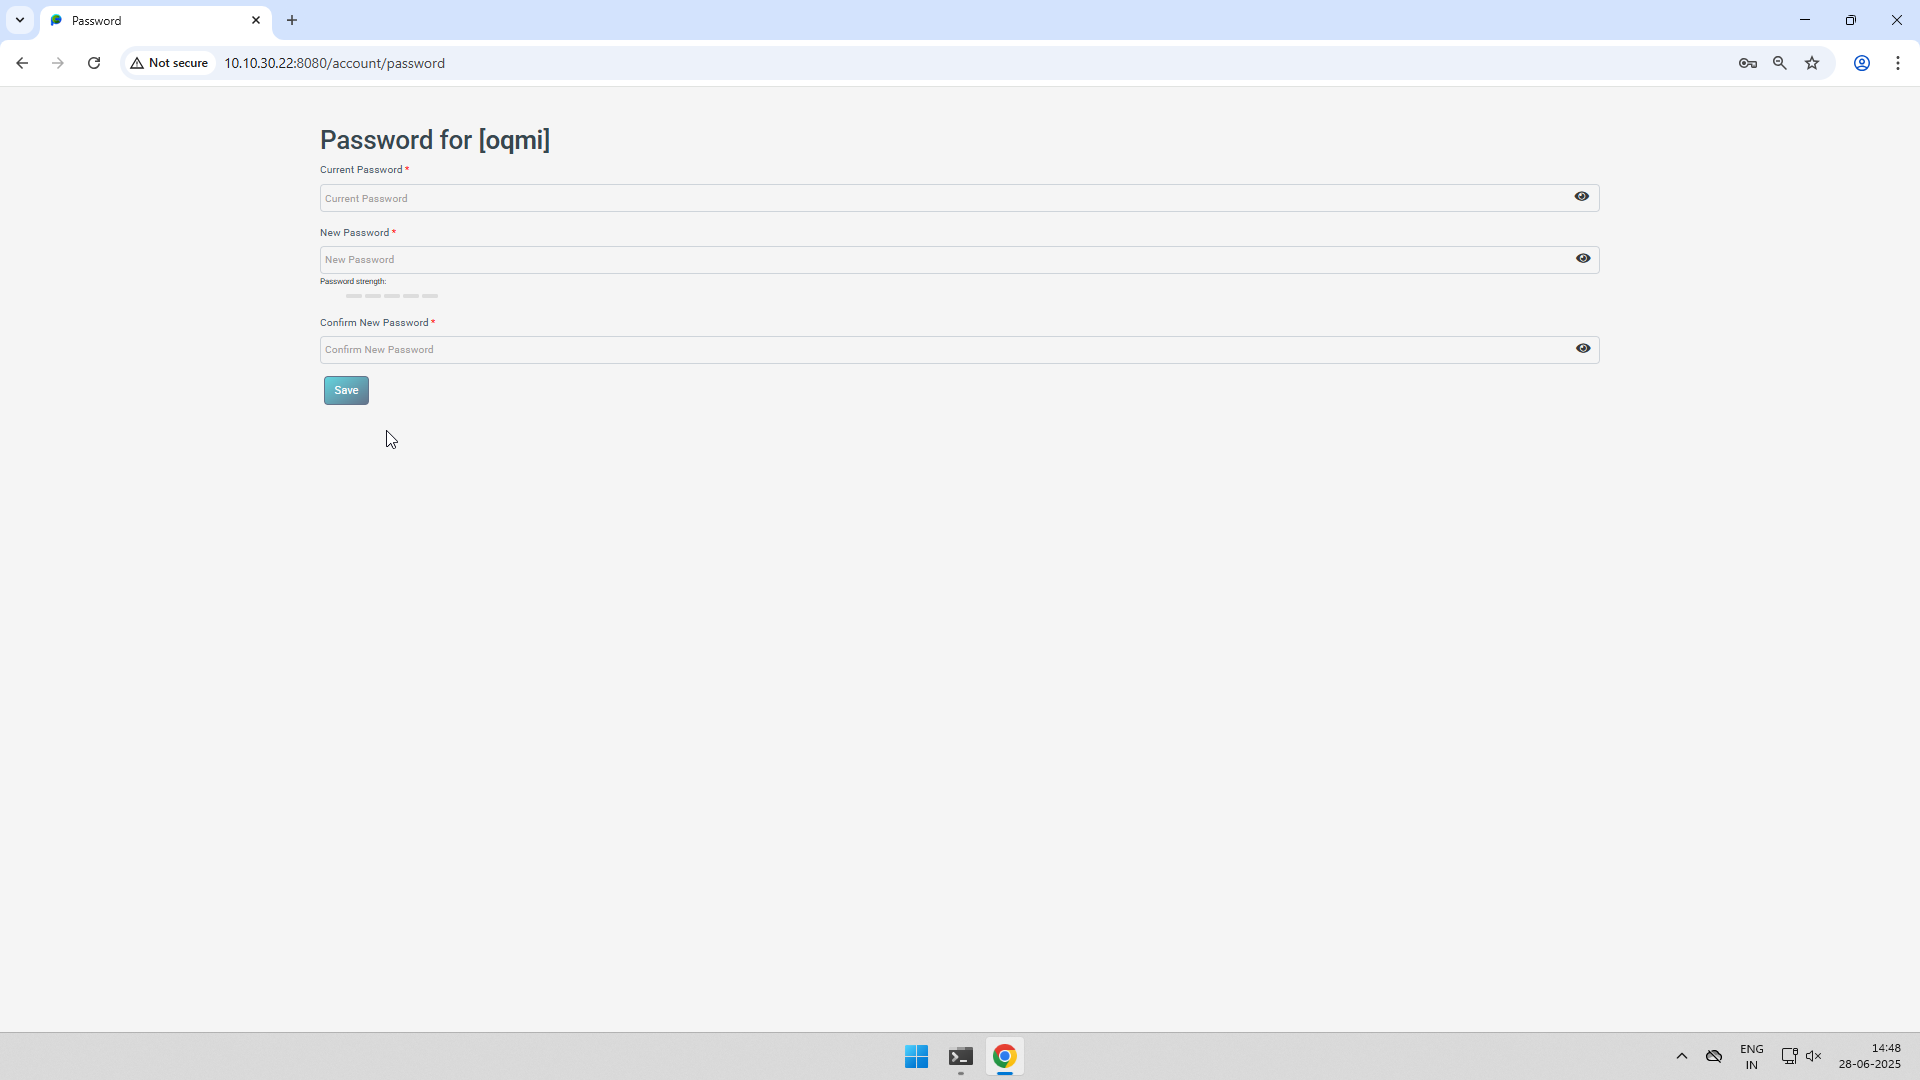 Password
Not secure
10.10.30.22:8080/account/password
Password for [oqmi]
Current Password *
Current Password
New Password *
New Password
Password strength:
Confirm New Password *
Confirm New Password
Save
ENG
IN
14:48
28-06-2025